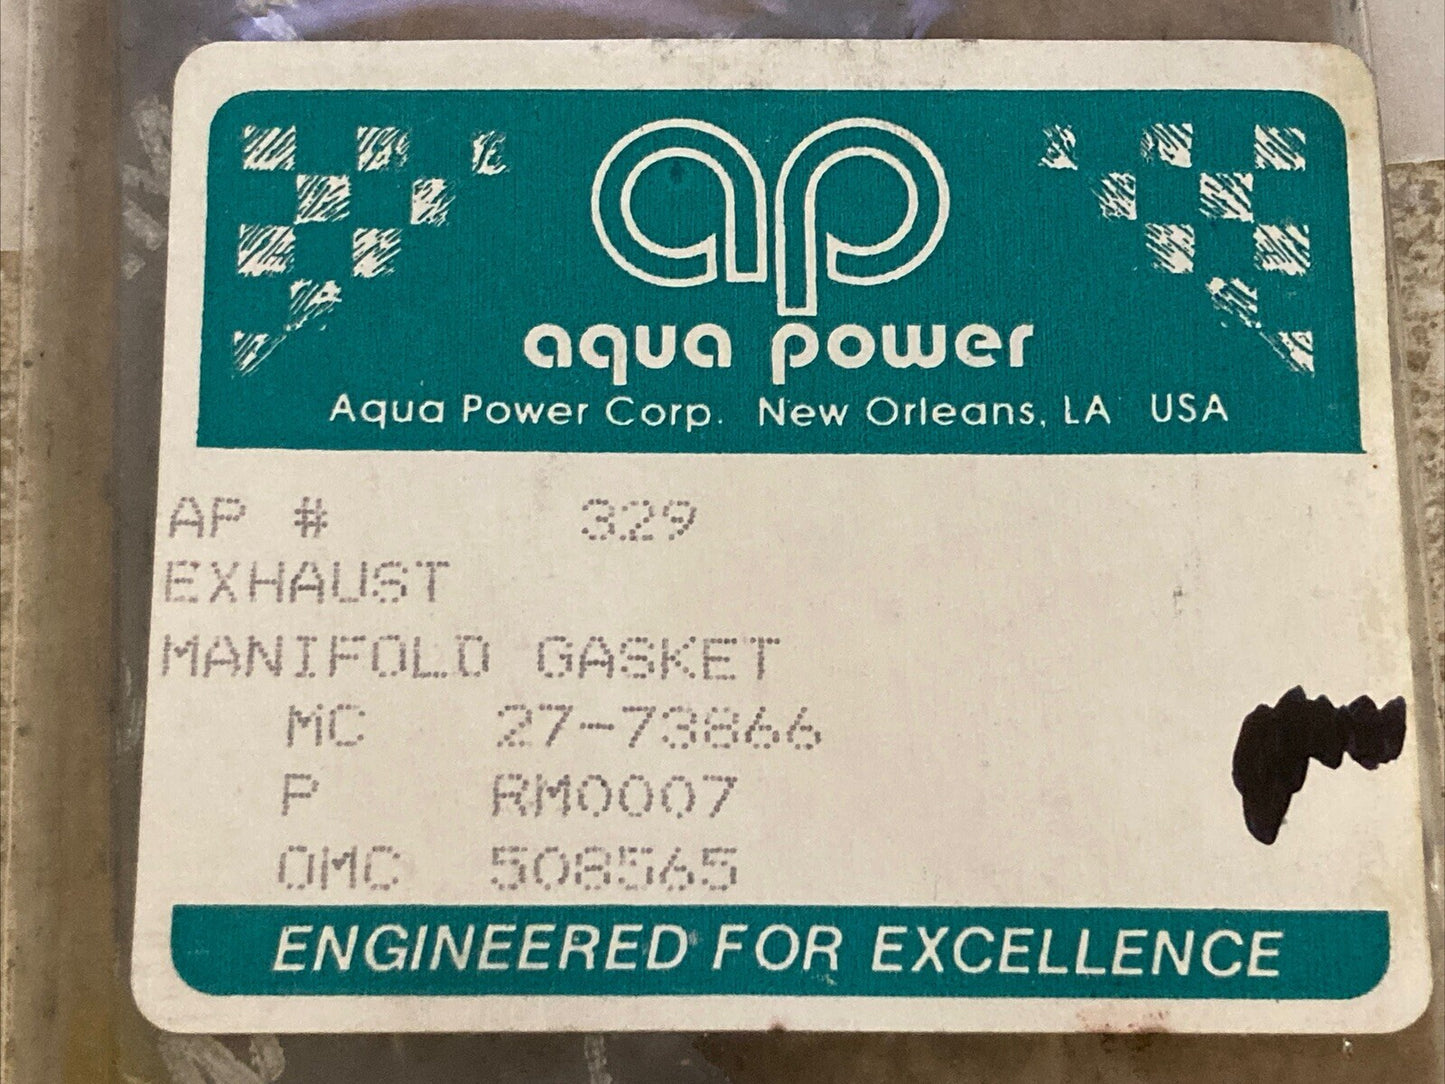 ap
aqua power
Aqua Power Corp. New Orleans, LA USA
AP # 329
EXHAUST
MANIFOLD GASKET
MC 27-73866
P RM0007
OMC 508565
ENGINEERED FOR EXCELLENCE